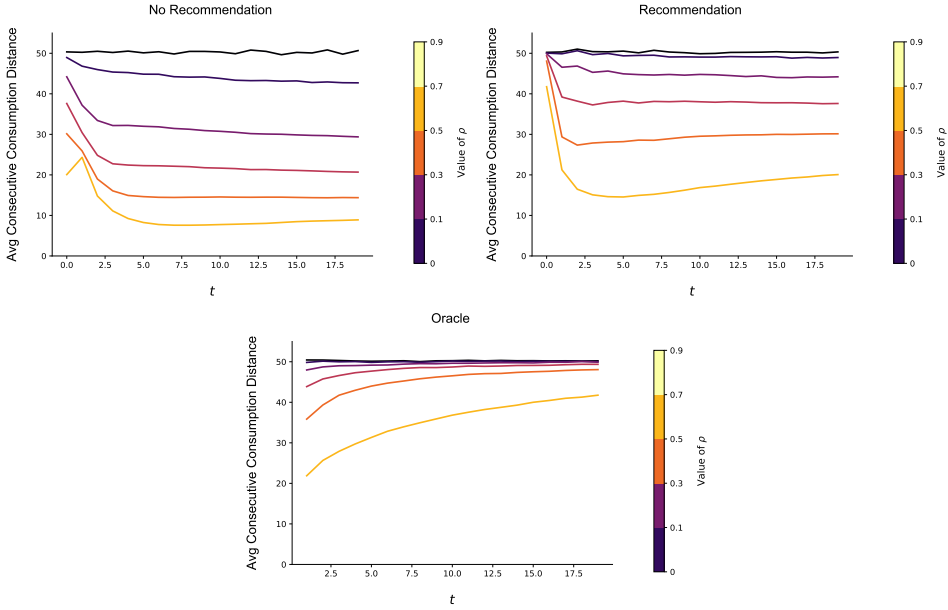 No Recommendation
Avg Consecutive Consumption Distance
50
40
30
20
10
0
0.0 2.5 5.0 7.5 10.0 12.5 15.0 17.5
t
0.9
0.7
0.5
0.3
0.1
0
Value of ρ
Recommendation
Avg Consecutive Consumption Distance
50
40
30
20
10
0
0.0 2.5 5.0 7.5 10.0 12.5 15.0 17.5
t
0.9
0.7
0.5
0.3
0.1
0
Value of ρ
Oracle
Avg Consecutive Consumption Distance
50
40
30
20
10
0
2.5 5.0 7.5 10.0 12.5 15.0 17.5
t
0.9
0.7
0.5
0.3
0.1
0
Value of ρ